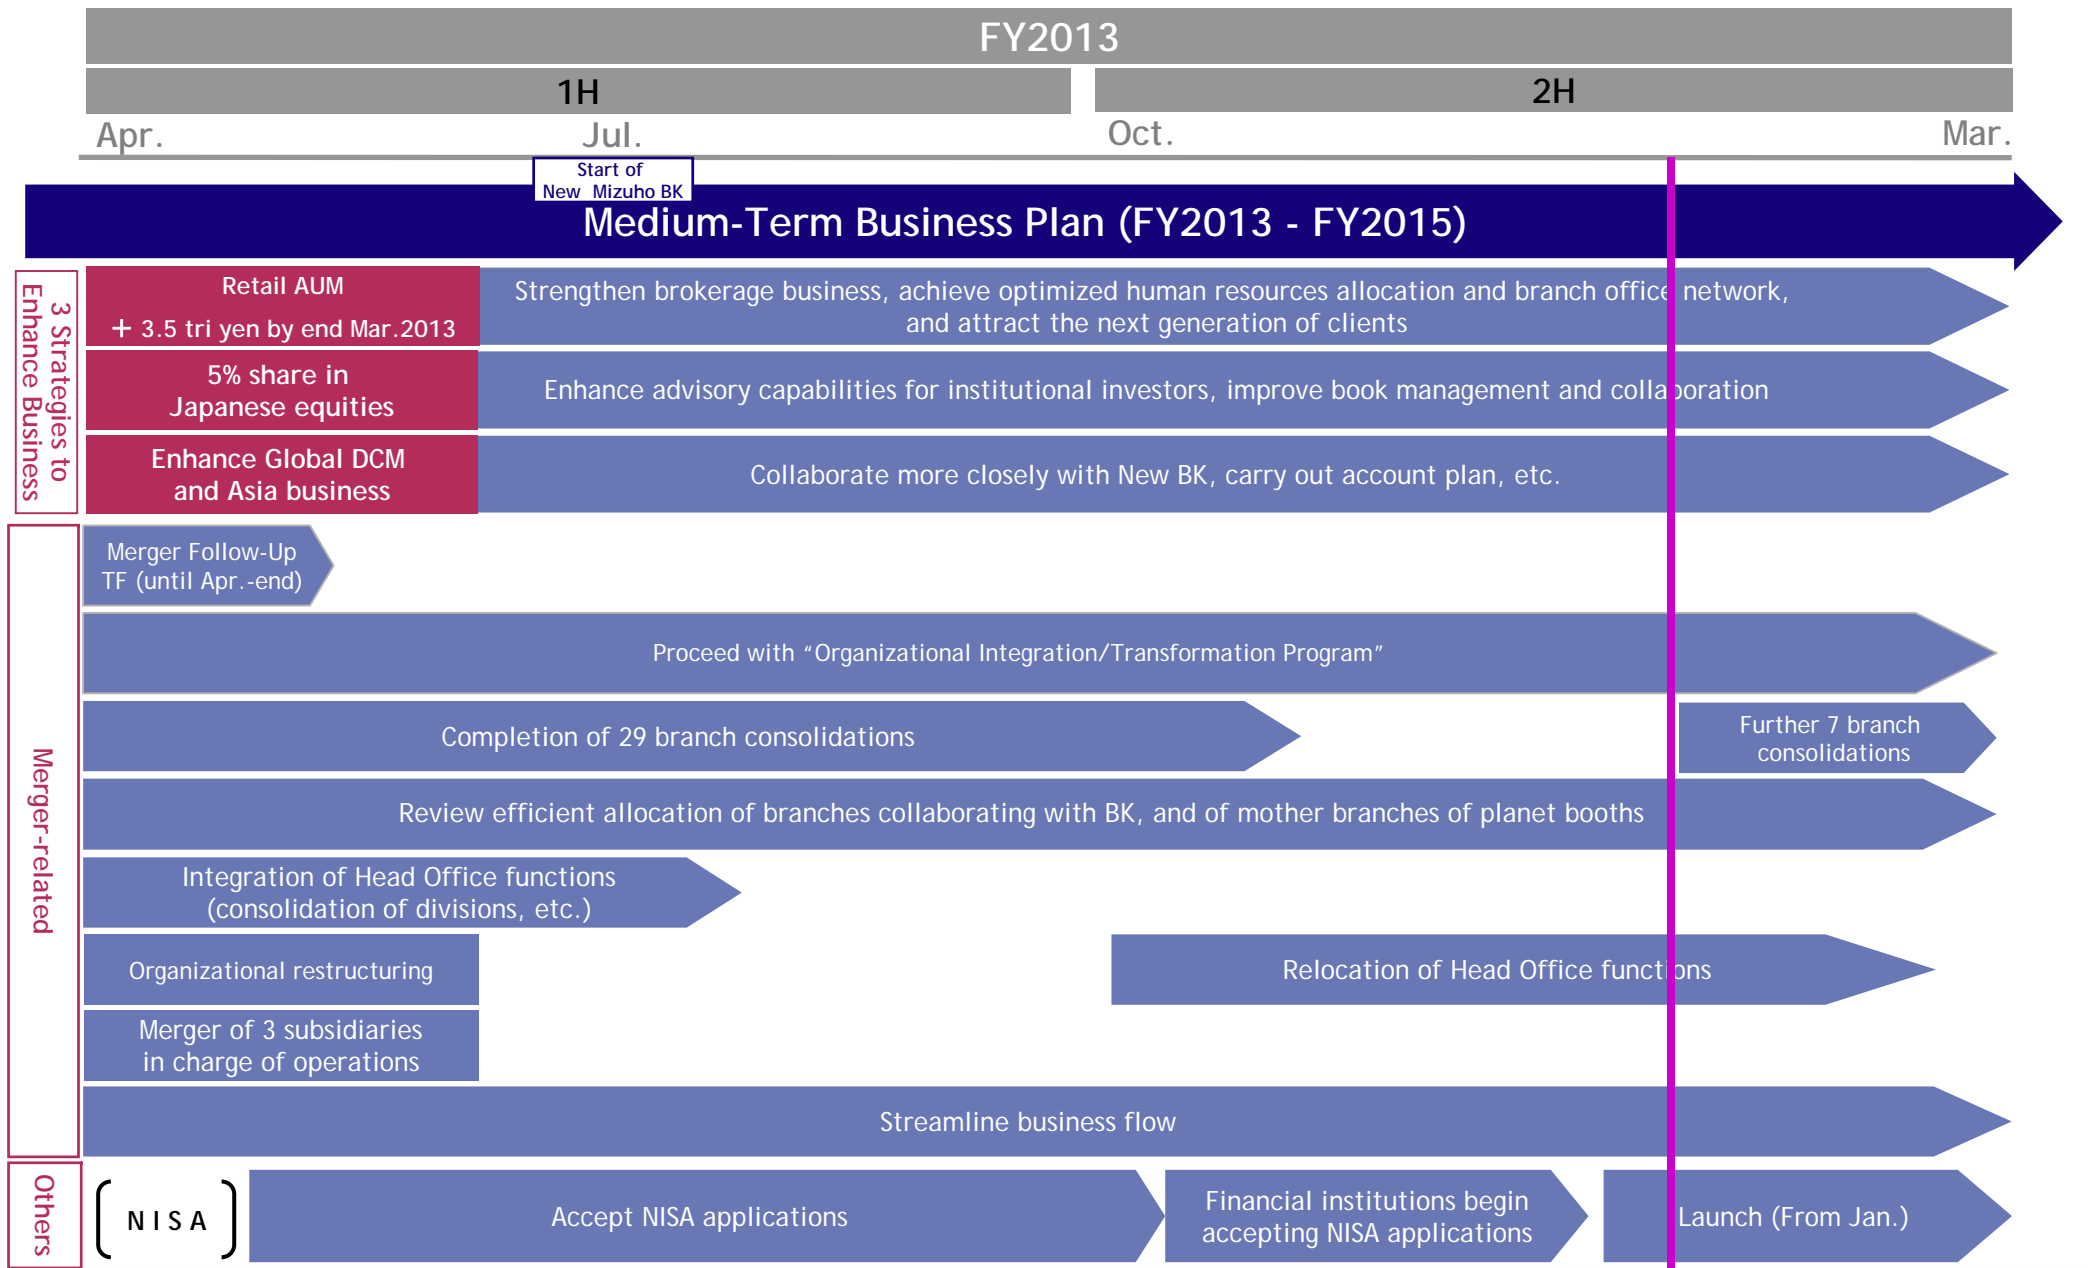 FY2013
1H
2H
Apr.
Jul.
Oct.
Mar.
Start of
New Mizuho BK
Medium-Term Business Plan (FY2013 - FY2015)
3 Strategies to
Enhance Business
Retail AUM
+ 3.5 tri yen by end Mar.2013
Strengthen brokerage business, achieve optimized human resources allocation and branch office network,
and attract the next generation of clients
5% share in
Japanese equities
Enhance advisory capabilities for institutional investors, improve book management and collaboration
Enhance Global DCM
and Asia business
Collaborate more closely with New BK, carry out account plan, etc.
Merger-related
Merger Follow-Up
TF (until Apr.-end)
Proceed with “Organizational Integration/Transformation Program”
Completion of 29 branch consolidations
Further 7 branch
consolidations
Review efficient allocation of branches collaborating with BK, and of mother branches of planet booths
Integration of Head Office functions
(consolidation of divisions, etc.)
Organizational restructuring
Relocation of Head Office functions
Merger of 3 subsidiaries
in charge of operations
Streamline business flow
Others
NISA
Accept NISA applications
Financial institutions begin
accepting NISA applications
Launch (From Jan.)